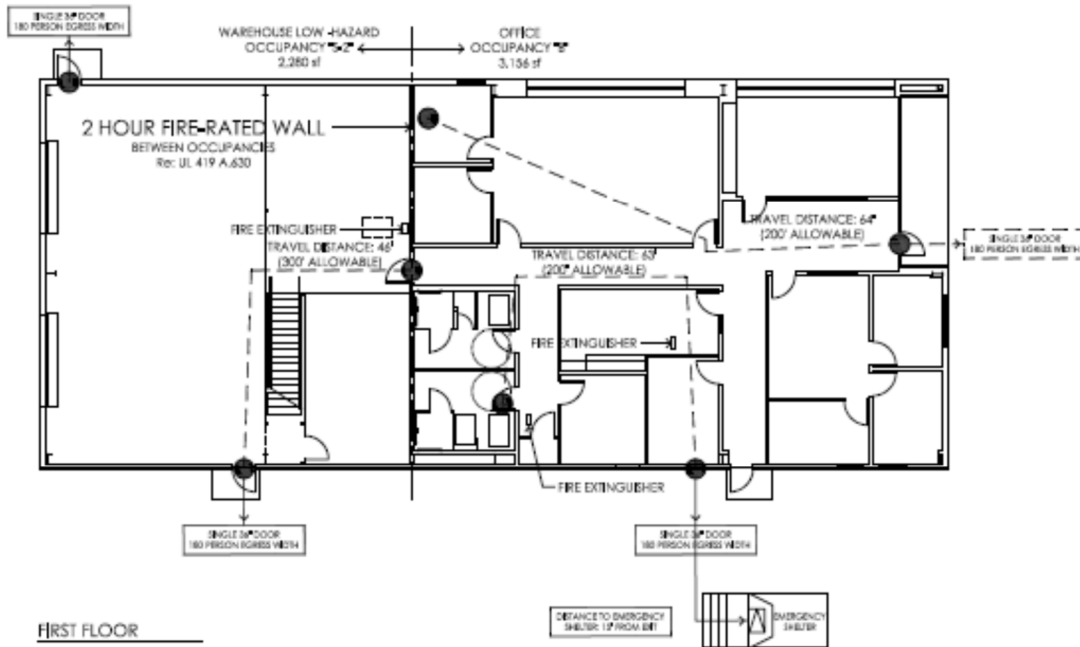 SINGLE 36" DOOR
180 PERSON EGRESS WIDTH
WAREHOUSE LOW -HAZARD
OCCUPANCY "S-2"
2,280 sf
OFFICE
OCCUPANCY "B"
3,156 sf
2 HOUR FIRE-RATED WALL
BETWEEN OCCUPANCIES
Re: UL 419 A.630
FIRE EXTINGUISHER
TRAVEL DISTANCE: 46'
(300' ALLOWABLE)
TRAVEL DISTANCE: 63'
(200' ALLOWABLE)
TRAVEL DISTANCE: 64'
(200' ALLOWABLE)
SINGLE 36" DOOR
180 PERSON EGRESS WIDTH
FIRE EXTINGUISHER
FIRE EXTINGUISHER
SINGLE 36" DOOR
180 PERSON EGRESS WIDTH
SINGLE 36" DOOR
180 PERSON EGRESS WIDTH
DISTANCE TO EMERGENCY
SHELTER: 15' FROM EXIT
EMERGENCY
SHELTER
FIRST FLOOR